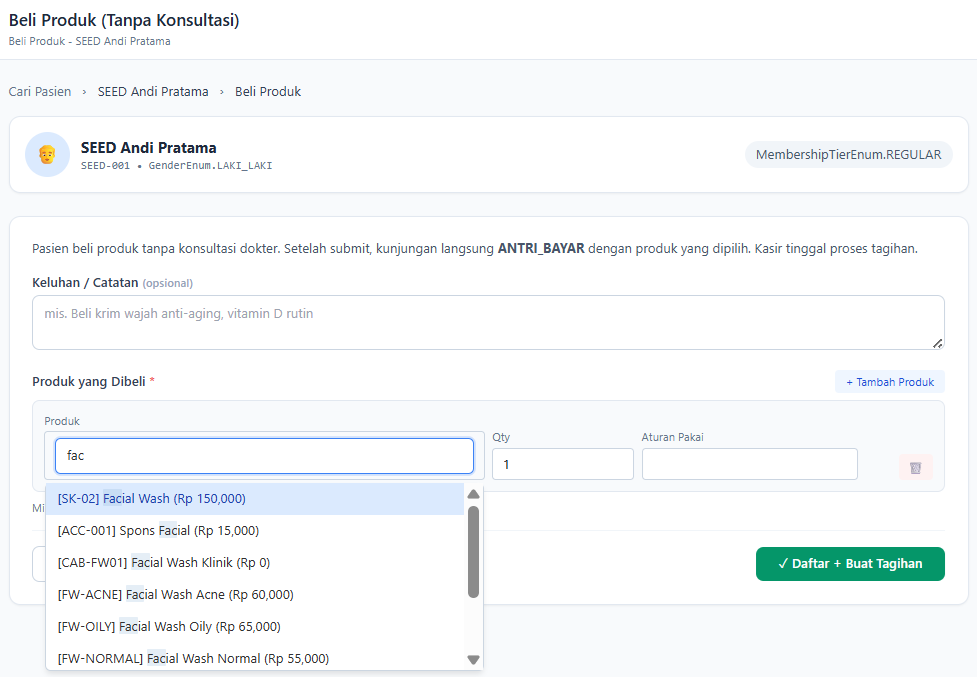 Beli Produk (Tanpa Konsultasi)
Beli Produk - SEED Andi Pratama
Cari Pasien › SEED Andi Pratama › Beli Produk
SEED Andi Pratama
SEED-001 • GenderEnum.LAKI_LAKI
MembershipTierEnum.REGULAR
Pasien beli produk tanpa konsultasi dokter. Setelah submit, kunjungan langsung ANTRI_BAYAR dengan produk yang dipilih. Kasir tinggal proses tagihan.
Keluhan / Catatan (opsional)
mis. Beli krim wajah anti-aging, vitamin D rutin
Produk yang Dibeli *
+ Tambah Produk
Produk
Qty
Aturan Pakai
fac
1
[SK-02] Facial Wash (Rp 150,000)
[ACC-001] Spons Facial (Rp 15,000)
[CAB-FW01] Facial Wash Klinik (Rp 0)
[FW-ACNE] Facial Wash Acne (Rp 60,000)
[FW-OILY] Facial Wash Oily (Rp 65,000)
[FW-NORMAL] Facial Wash Normal (Rp 55,000)
✓ Daftar + Buat Tagihan